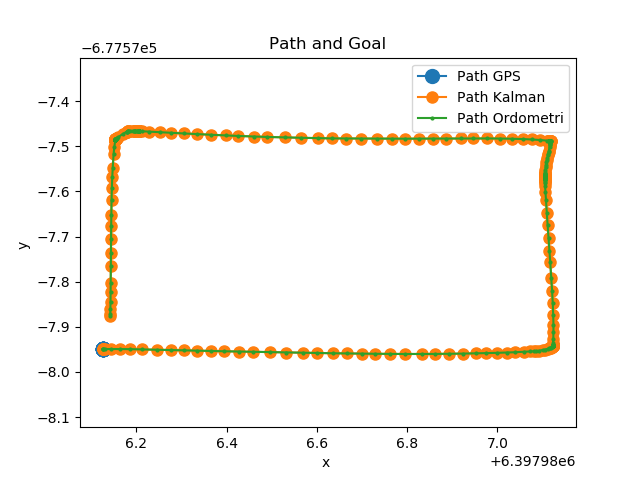 Path and Goal
−6.7757e5
Path GPS
Path Kalman
Path Ordometri
−7.4
−7.5
−7.6
−7.7
−7.8
−7.9
−8.0
−8.1
y
6.2
6.4
6.6
6.8
7.0
x
+6.39798e6